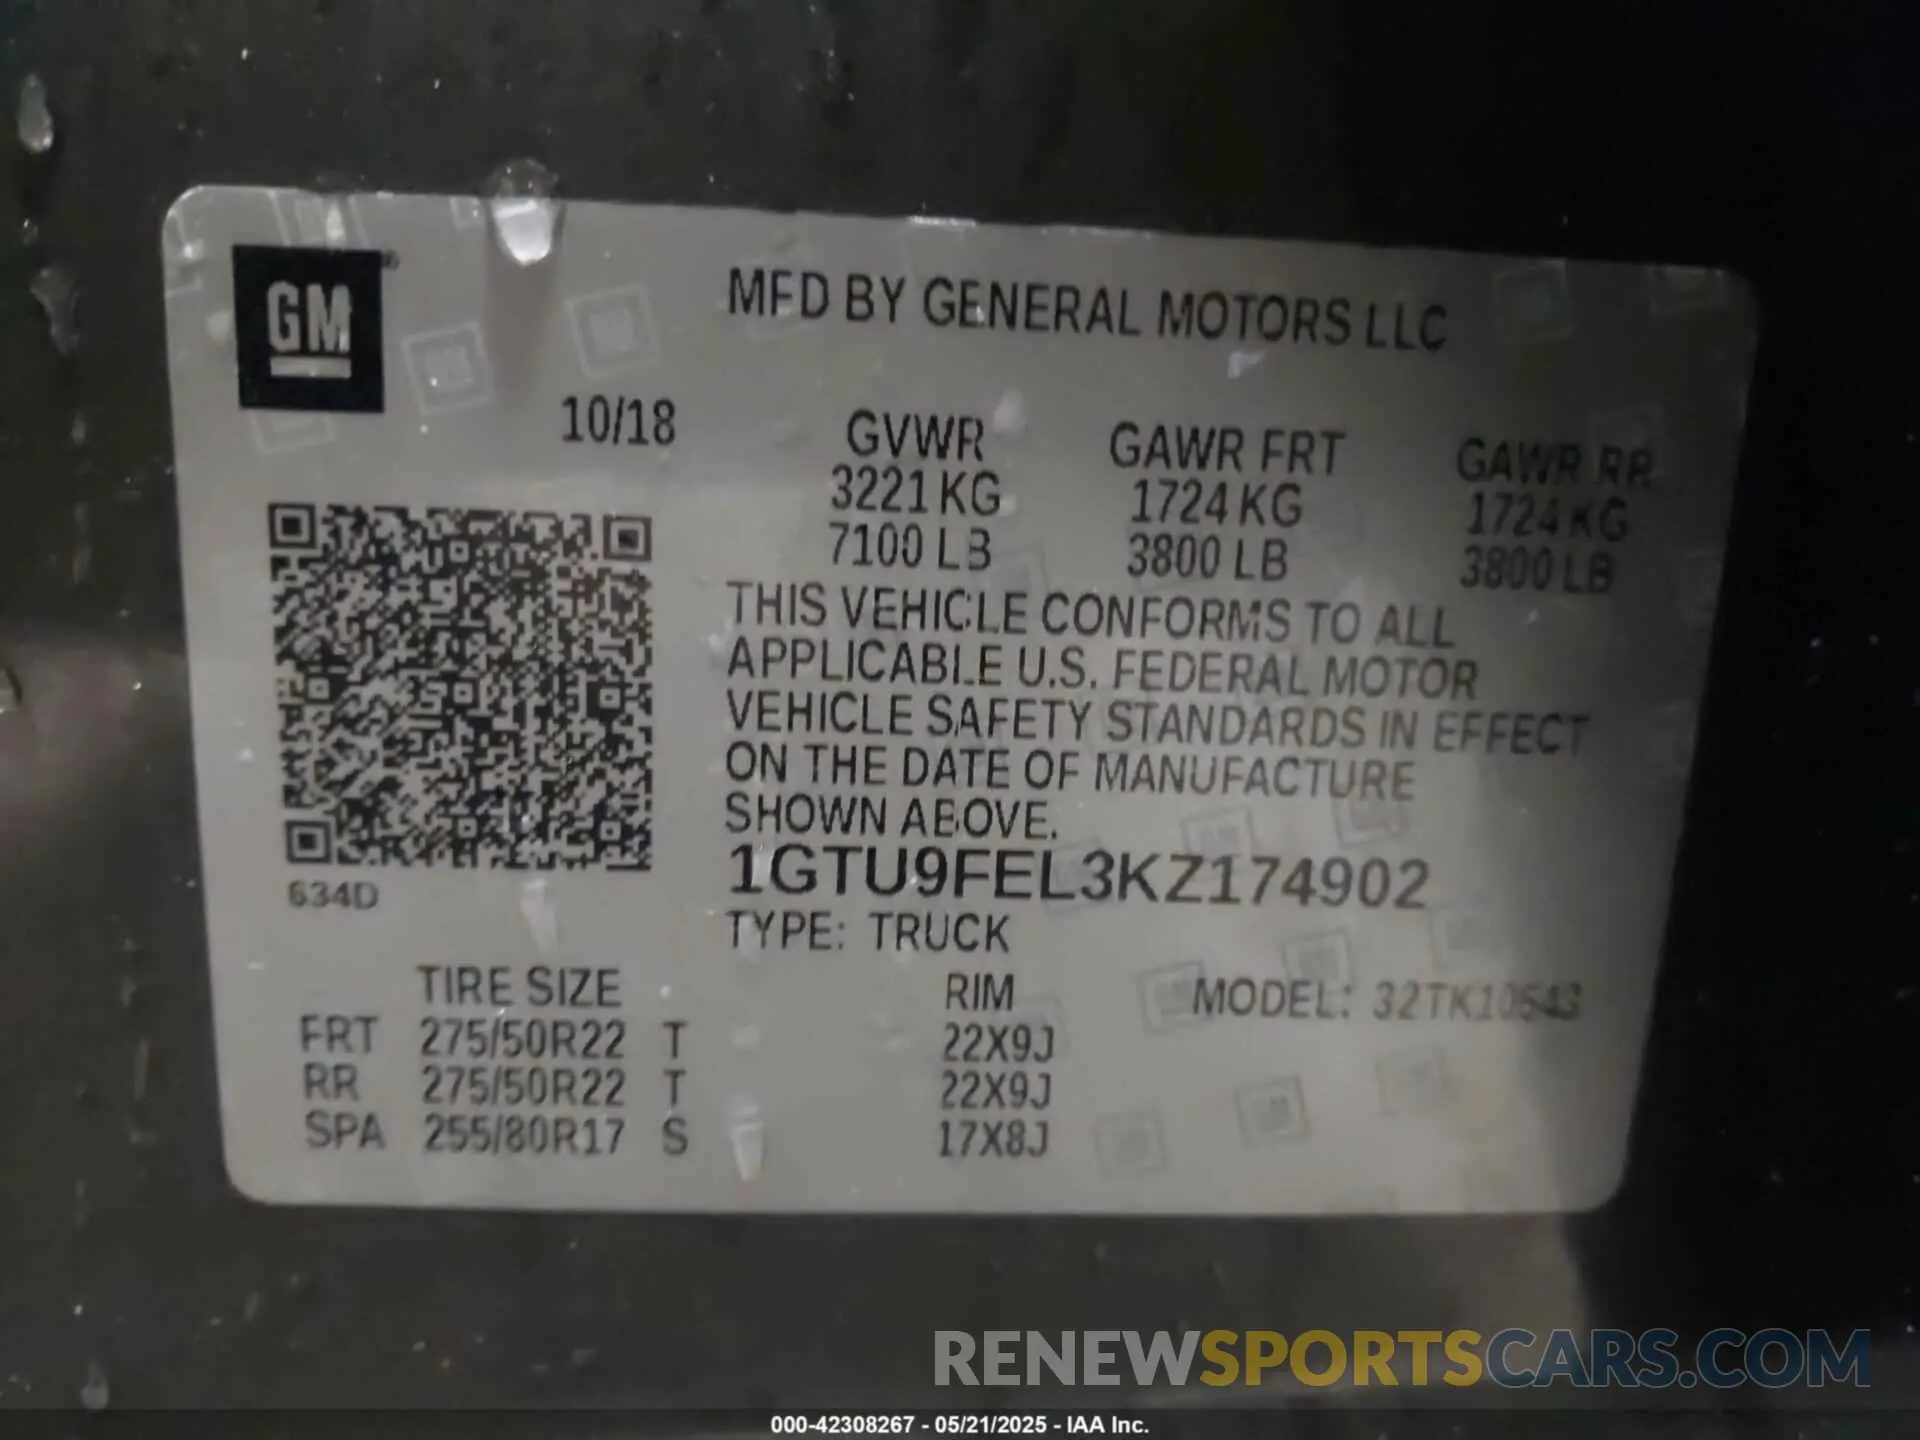 GM
MFD BY GENERAL MOTORS LLC
10/18
GVWR GAWR FRT GAWR RR
3221 KG 1724 KG 1724 KG
7100 LB 3800 LB 3800 LB
THIS VEHICLE CONFORMS TO ALL
APPLICABLE U.S. FEDERAL MOTOR
VEHICLE SAFETY STANDARDS IN EFFECT
ON THE DATE OF MANUFACTURE
SHOWN ABOVE.
634D
1GTU9FEL3KZ174902
TYPE: TRUCK
TIRE SIZE RIM MODEL: 32TK10543
FRT 275/50R22 T 22X9J
RR 275/50R22 T 22X9J
SPA 255/80R17 S 17X8J
RENEWSPORTSCARS.COM
000-42308267 - 05/21/2025 - IAA Inc.